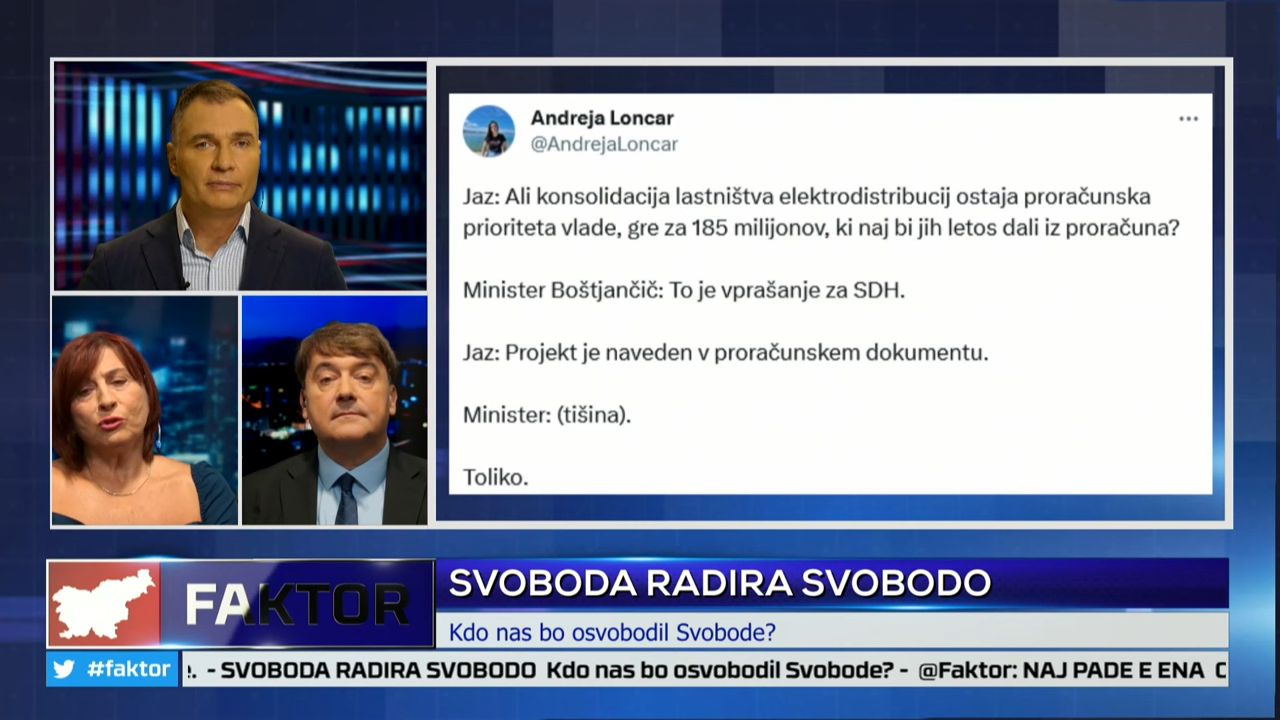 Andreja Loncar
@AndrejaLoncar
Jaz: Ali konsolidacija lastništva elektrodistribucij ostaja proračunska
prioriteta vlade, gre za 185 milijonov, ki naj bi jih letos dali iz proračuna?
Minister Boštjančič: To je vprašanje za SDH.
Jaz: Projekt je naveden v proračunskem dokumentu.
Minister: (tišina).
Toliko.
FAKTOR
SVOBODA RADIRA SVOBODO
Kdo nas bo osvobodil Svobode?
#faktor
- SVOBODA RADIRA SVOBODO Kdo nas bo osvobodil Svobode? - @Faktor: NAJ PADE E ENA